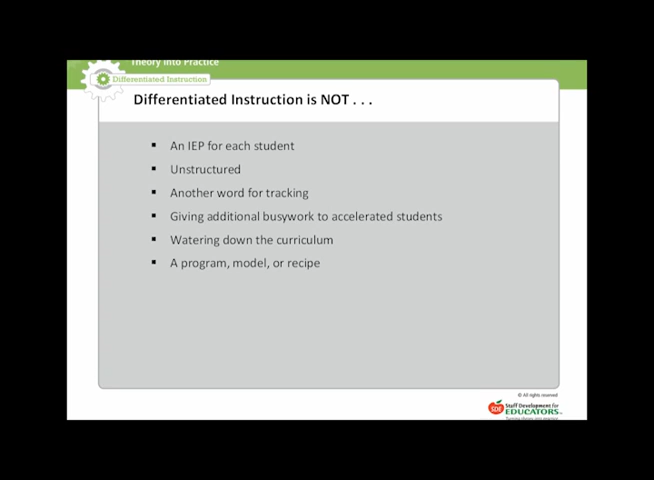 Theory Into Practice
Differentiated Instruction
Differentiated Instruction is NOT . . .
▪ An IEP for each student
▪ Unstructured
▪ Another word for tracking
▪ Giving additional busywork to accelerated students
▪ Watering down the curriculum
▪ A program, model, or recipe
© All rights reserved
SDE Staff Development for
EDUCATORS